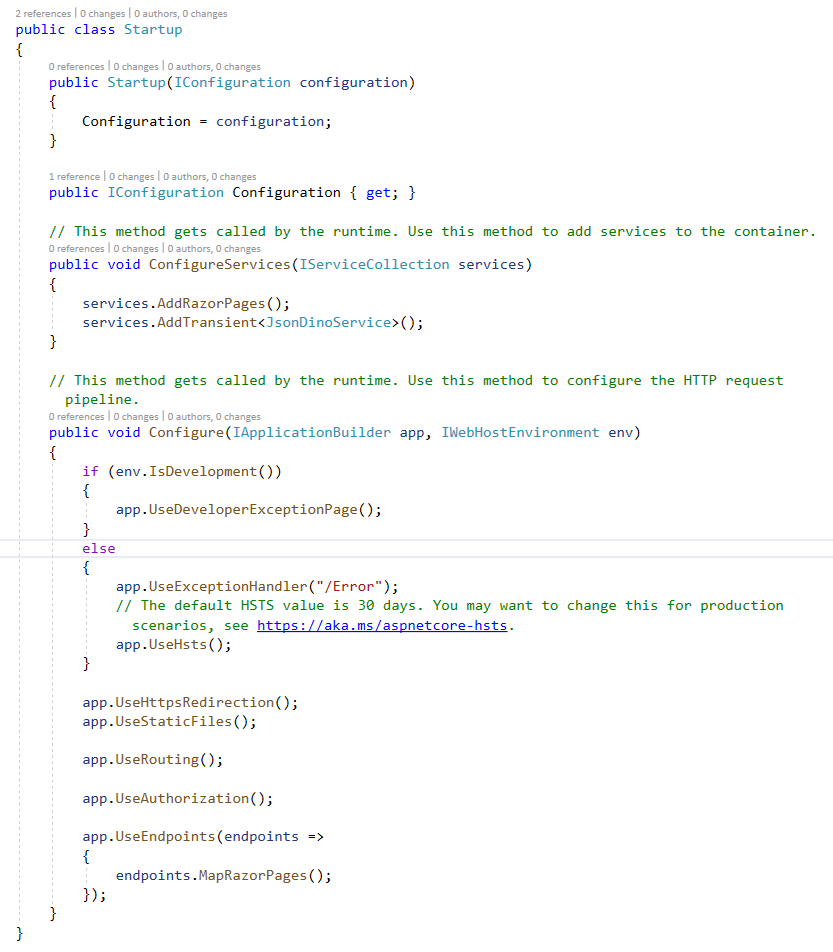 2 references | 0 changes | 0 authors, 0 changes
public class Startup
{
0 references | 0 changes | 0 authors, 0 changes
public Startup(IConfiguration configuration)
{
Configuration = configuration;
}
1 reference | 0 changes | 0 authors, 0 changes
public IConfiguration Configuration { get; }
// This method gets called by the runtime. Use this method to add services to the container.
0 references | 0 changes | 0 authors, 0 changes
public void ConfigureServices(IServiceCollection services)
{
services.AddRazorPages();
services.AddTransient<JsonDinoService>();
}
// This method gets called by the runtime. Use this method to configure the HTTP request
pipeline.
0 references | 0 changes | 0 authors, 0 changes
public void Configure(IApplicationBuilder app, IWebHostEnvironment env)
{
if (env.IsDevelopment())
{
app.UseDeveloperExceptionPage();
}
else
{
app.UseExceptionHandler("/Error");
// The default HSTS value is 30 days. You may want to change this for production
scenarios, see https://aka.ms/aspnetcore-hsts.
app.UseHsts();
}
app.UseHttpsRedirection();
app.UseStaticFiles();
app.UseRouting();
app.UseAuthorization();
app.UseEndpoints(endpoints =>
{
endpoints.MapRazorPages();
});
}
}